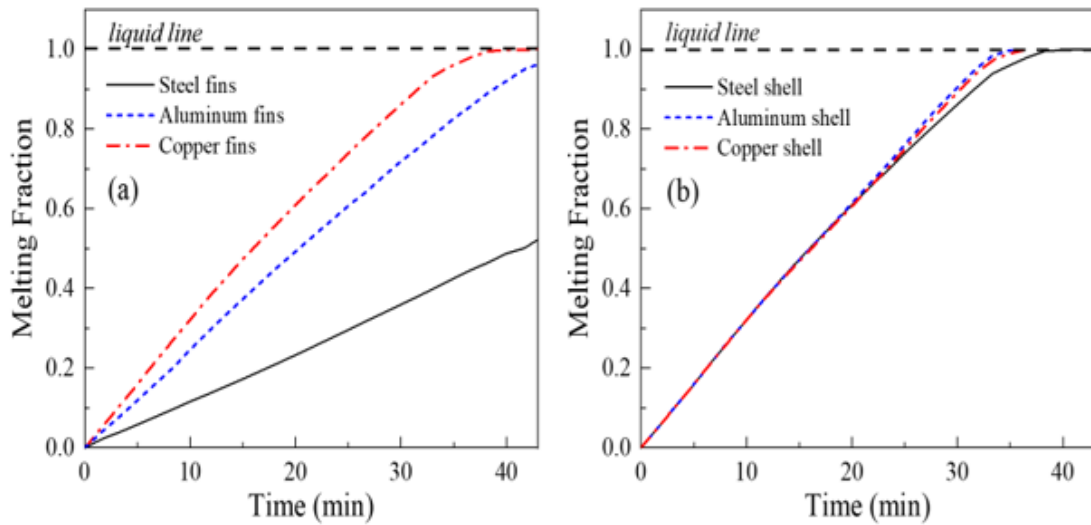 liquid line
1.0
Steel fins
Aluminum fins
Copper fins
0.8
(a)
0.6
0.4
0.2
0.0
0
10
20
30
40
Melting Fraction
Time (min)
liquid line
1.0
Steel shell
Aluminum shell
Copper shell
0.8
(b)
0.6
0.4
0.2
0.0
0
10
20
30
40
Melting Fraction
Time (min)